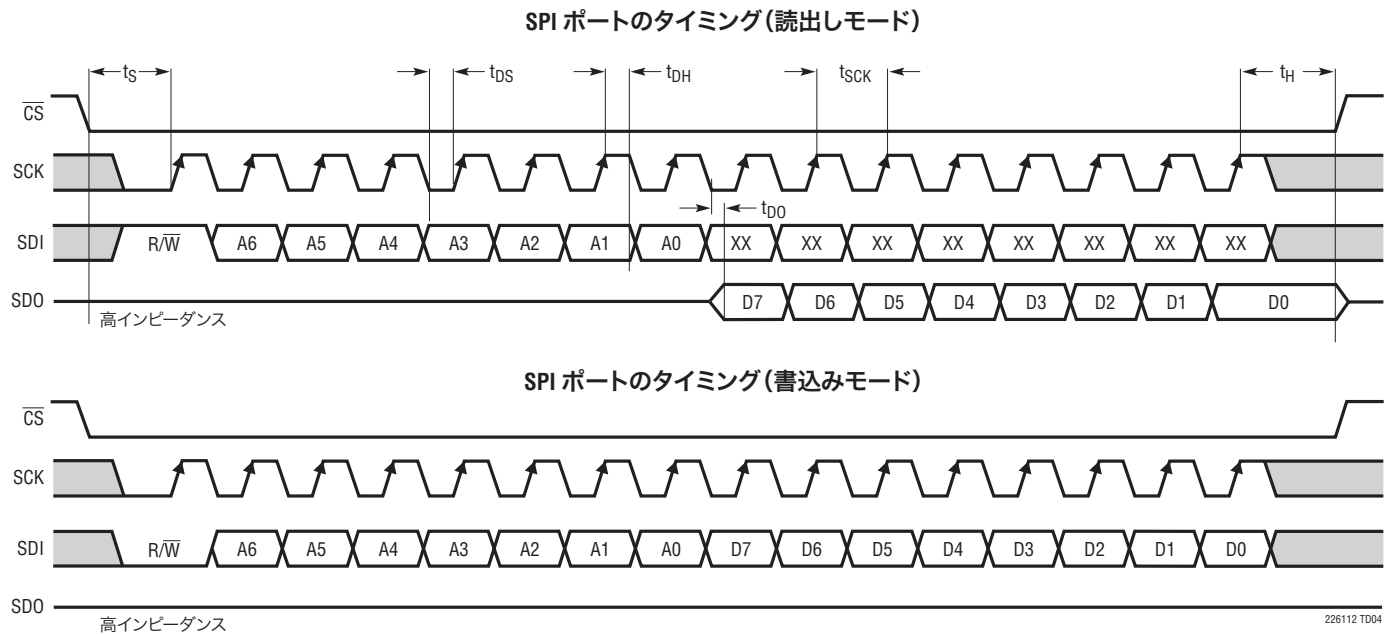 SPI ポートのタイミング（読出しモード）
tS
tDS
tDH
tSCK
tH
CS
SCK
tDO
SDI R/W A6 A5 A4 A3 A2 A1 A0 XX XX XX XX XX XX XX XX
SDO D7 D6 D5 D4 D3 D2 D1 D0
高インピーダンス
SPI ポートのタイミング（書込みモード）
CS
SCK
SDI R/W A6 A5 A4 A3 A2 A1 A0 D7 D6 D5 D4 D3 D2 D1 D0
SDO
高インピーダンス
226112 TD04